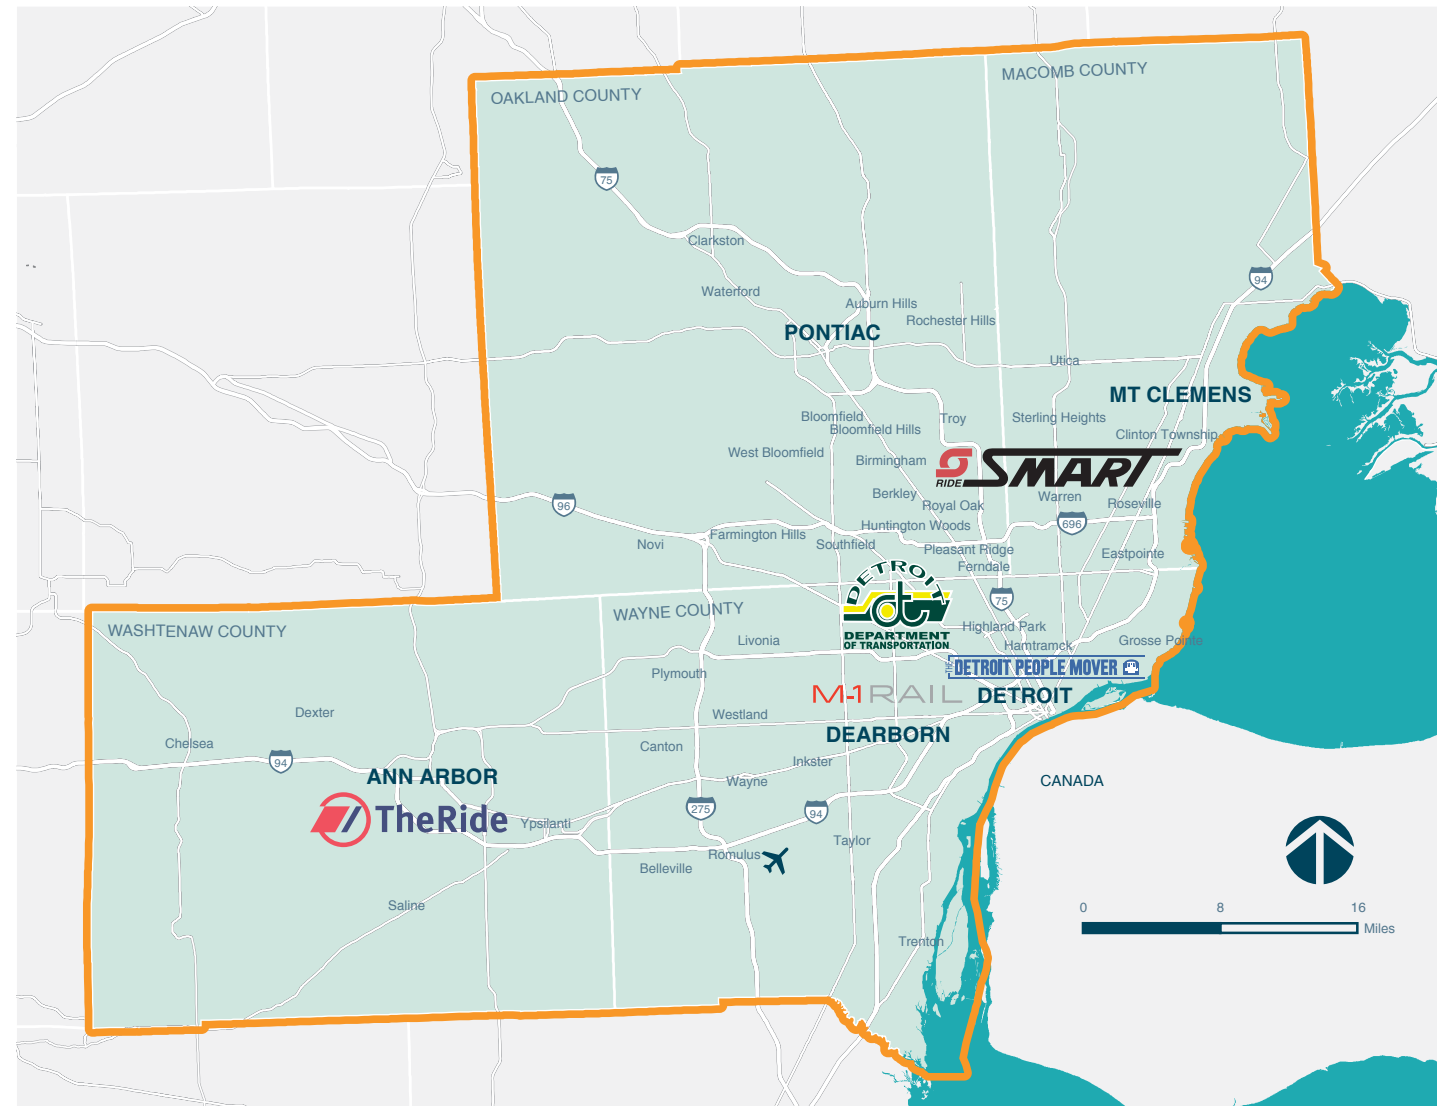 MACOMB COUNTY
OAKLAND COUNTY
75
Clarkston
94
Waterford
Auburn Hills
Rochester Hills
PONTIAC
Utica
MT CLEMENS
Bloomfield
Bloomfield Hills
Troy
Sterling Heights
Clinton Township
West Bloomfield
Birmingham
S RIDE SMART
Berkley
Royal Oak
Warren
Roseville
96
Huntington Woods
696
Novi
Farmington Hills
Southfield
Pleasant Ridge
Eastpointe
Ferndale
DETROIT
dt
DEPARTMENT
OF TRANSPORTATION
75
WAYNE COUNTY
WASHTENAW COUNTY
Livonia
Highland Park
Hamtramck
Grosse Pointe
THE DETROIT PEOPLE MOVER
Plymouth
M-1 RAIL
DETROIT
Dexter
Westland
DEARBORN
Chelsea
Canton
94
Inkster
ANN ARBOR
Wayne
CANADA
TheRide
Ypsilanti
275
94
Taylor
Romulus
Belleville
Saline
Trenton
0 8 16
Miles